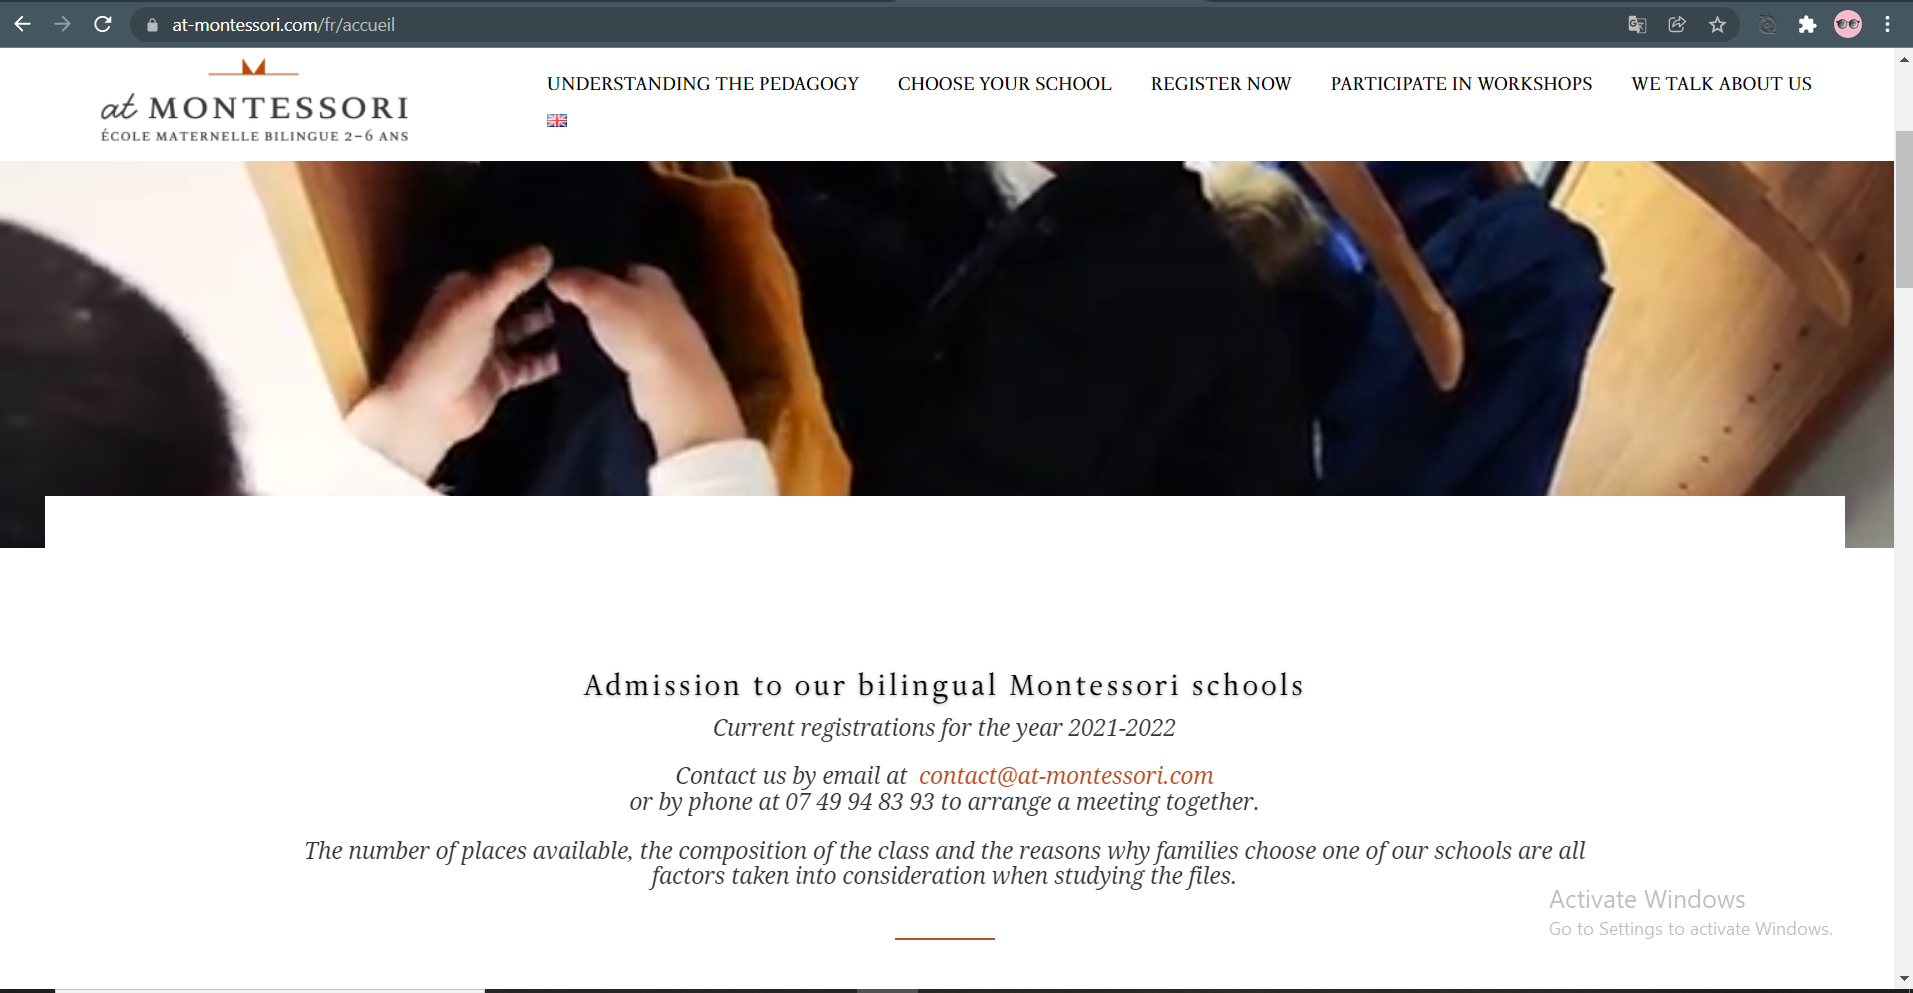 at-montessori.com/fr/accueil
at MONTESSORI
ÉCOLE MATERNELLE BILINGUE 2–6 ANS
UNDERSTANDING THE PEDAGOGY CHOOSE YOUR SCHOOL REGISTER NOW PARTICIPATE IN WORKSHOPS WE TALK ABOUT US
Admission to our bilingual Montessori schools
Current registrations for the year 2021-2022
Contact us by email at contact@at-montessori.com
or by phone at 07 49 94 83 93 to arrange a meeting together.
The number of places available, the composition of the class and the reasons why families choose one of our schools are all
factors taken into consideration when studying the files.
Activate Windows
Go to Settings to activate Windows.